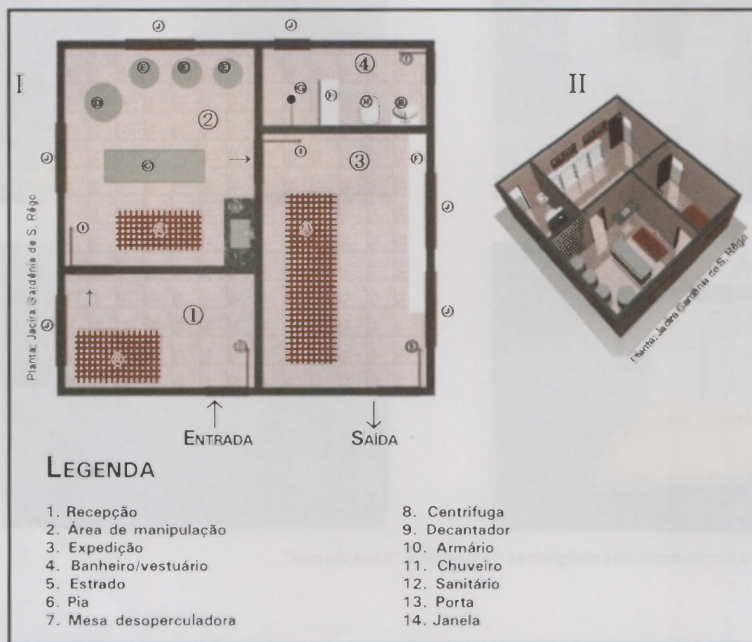 I
II
①
②
③
④
Planta: Jacira Gardênia de S. Rêgo
Planta: Jacira Gardênia de S. Rêgo
ENTRADA
SAÍDA
LEGENDA
1. Recepção
2. Área de manipulação
3. Expedição
4. Banheiro/vestuário
5. Estrado
6. Pia
7. Mesa desoperculadora
8. Centrifuga
9. Decantador
10. Armário
11. Chuveiro
12. Sanitário
13. Porta
14. Janela